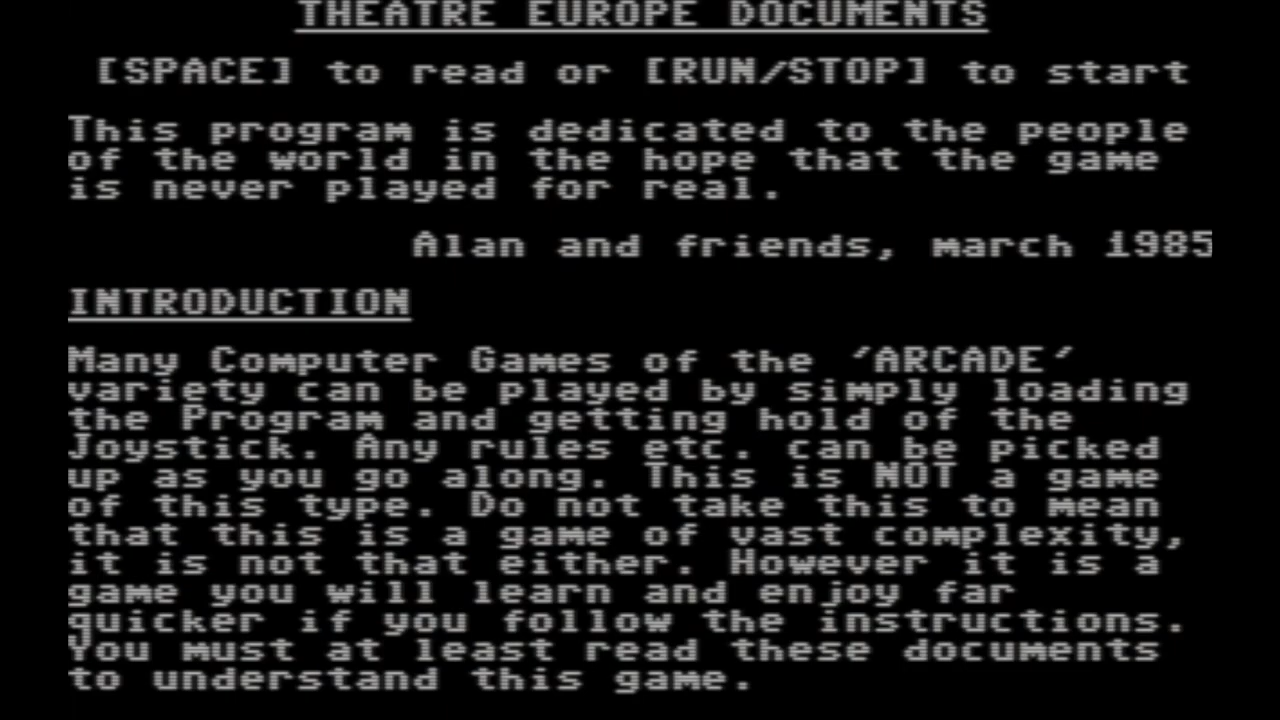 THEATRE EUROPE DOCUMENTS
[SPACE] to read or [RUN/STOP] to start
This program is dedicated to the people
of the world in the hope that the game
is never played for real.
Alan and friends, march 1985
INTRODUCTION
Many Computer Games of the 'ARCADE'
variety can be played by simply loading
the Program and getting hold of the
Joystick. Any rules etc. can be picked
up as you go along. This is NOT a game
of this type. Do not take this to mean
that this is a game of vast complexity,
it is not that either. However it is a
game you will learn and enjoy far
quicker if you follow the instructions.
You must at least read these documents
to understand this game.